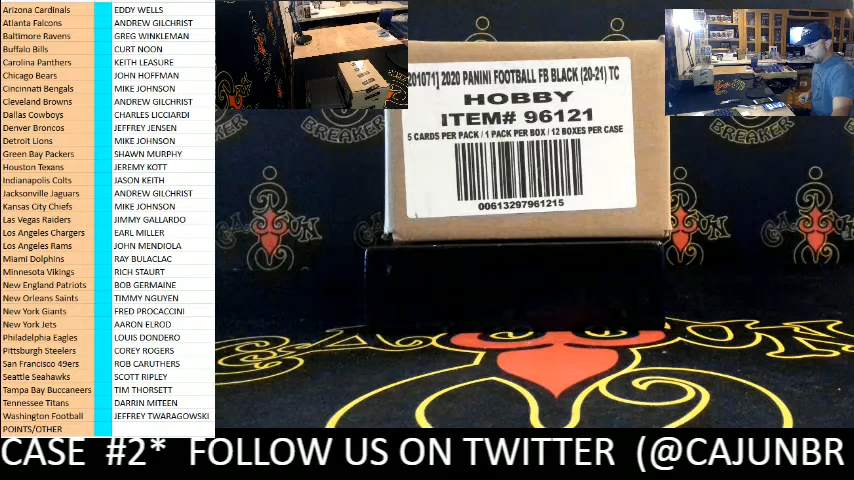 Arizona Cardinals EDDY WELLS
Atlanta Falcons ANDREW GILCHRIST
Baltimore Ravens GREG WINKLEMAN
Buffalo Bills CURT NOON
Carolina Panthers KEITH LEASURE
Chicago Bears JOHN HOFFMAN
Cincinnati Bengals MIKE JOHNSON
Cleveland Browns ANDREW GILCHRIST
Dallas Cowboys CHARLES LICCIARDI
Denver Broncos JEFFREY JENSEN
Detroit Lions MIKE JOHNSON
Green Bay Packers SHAWN MURPHY
Houston Texans JEREMY KOTT
Indianapolis Colts JASON KEITH
Jacksonville Jaguars ANDREW GILCHRIST
Kansas City Chiefs MIKE JOHNSON
Las Vegas Raiders JIMMY GALLARDO
Los Angeles Chargers EARL MILLER
Los Angeles Rams JOHN MENDIOLA
Miami Dolphins RAY BULACLAC
Minnesota Vikings RICH STAURT
New England Patriots BOB GERMAINE
New Orleans Saints TIMMY NGUYEN
New York Giants FRED PROCACCINI
New York Jets AARON ELROD
Philadelphia Eagles LOUIS DONDERO
Pittsburgh Steelers COREY ROGERS
San Francisco 49ers ROB CARUTHERS
Seattle Seahawks SCOTT RIPLEY
Tampa Bay Buccaneers TIM THORSETT
Tennessee Titans DARRIN MITEEN
Washington Football JEFFREY TWARAGOWSKI
POINTS/OTHER
201071] 2020 PANINI FOOTBALL FB BLACK (20-21) TC
HOBBY
ITEM# 96121
5 CARDS PER PACK / 1 PACK PER BOX / 12 BOXES PER CASE
00613297961215
BREAKER
CASE #2* FOLLOW US ON TWITTER (@CAJUNBR